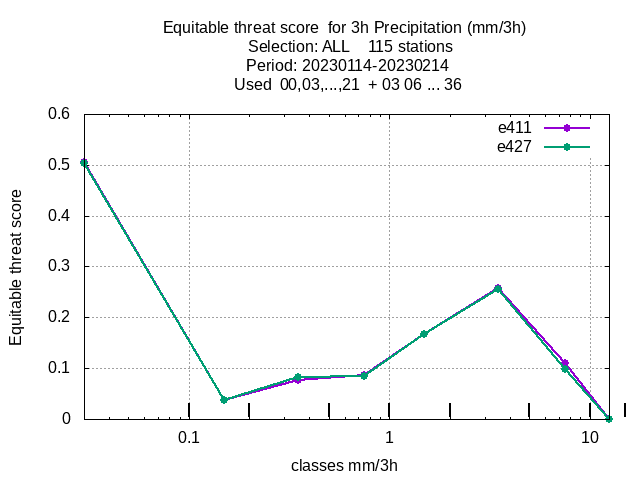 Equitable threat score  for 3h Precipitation (mm/3h)
Selection: ALL    115 stations
Period: 20230114-20230214
Used  00,03,...,21  + 03 06 ... 36
e411
e427
Equitable threat score
0.6
0.5
0.4
0.3
0.2
0.1
0
0.1 1 10
classes mm/3h